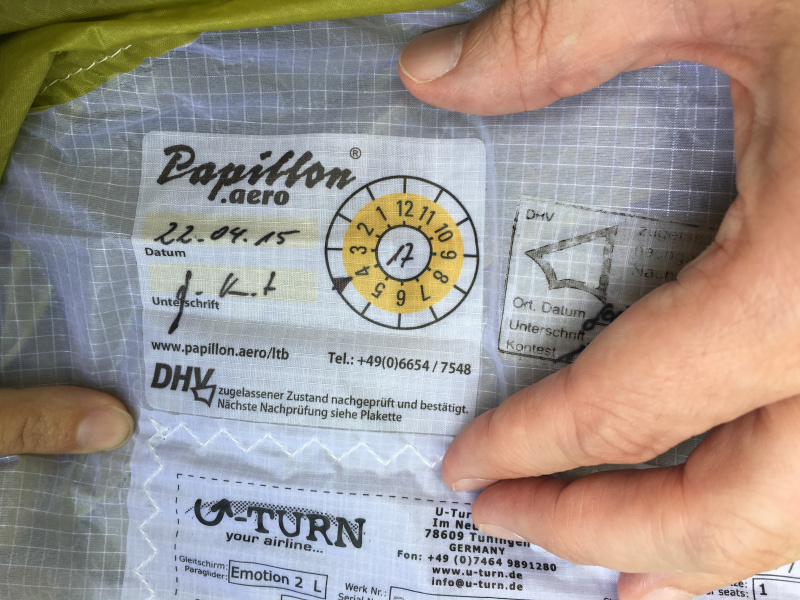 Papillon®
.aero
22.04.15
Datum
Unterschrift
12 11 10 9 8 7 6 5 4 3 2 1
17
www.papillon.aero/ltb
Tel.: +49(0)6654 / 7548
DHV zugelassener Zustand nachgeprüft und bestätigt.
Nächste Nachprüfung siehe Plakette
DHV
Ort, Datum
Unterschrift
U-TURN
your airline...
Gleitschirm:
Paraglider:
Emotion 2 L
Werk Nr.:
78609 Tuningen
GERMANY
Fon: +49 (0)7464 9891280
www.u-turn.de
info@u-turn.de
1